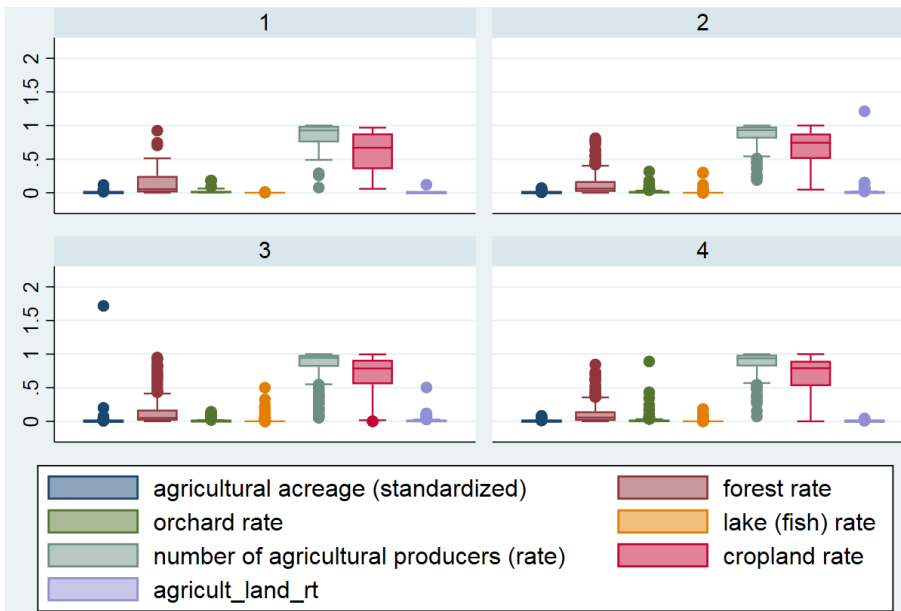 1
2
2
1.5
1
.5
0
3
4
2
1.5
1
.5
0
agricultural acreage (standardized)
forest rate
orchard rate
lake (fish) rate
number of agricultural producers (rate)
cropland rate
agricult_land_rt